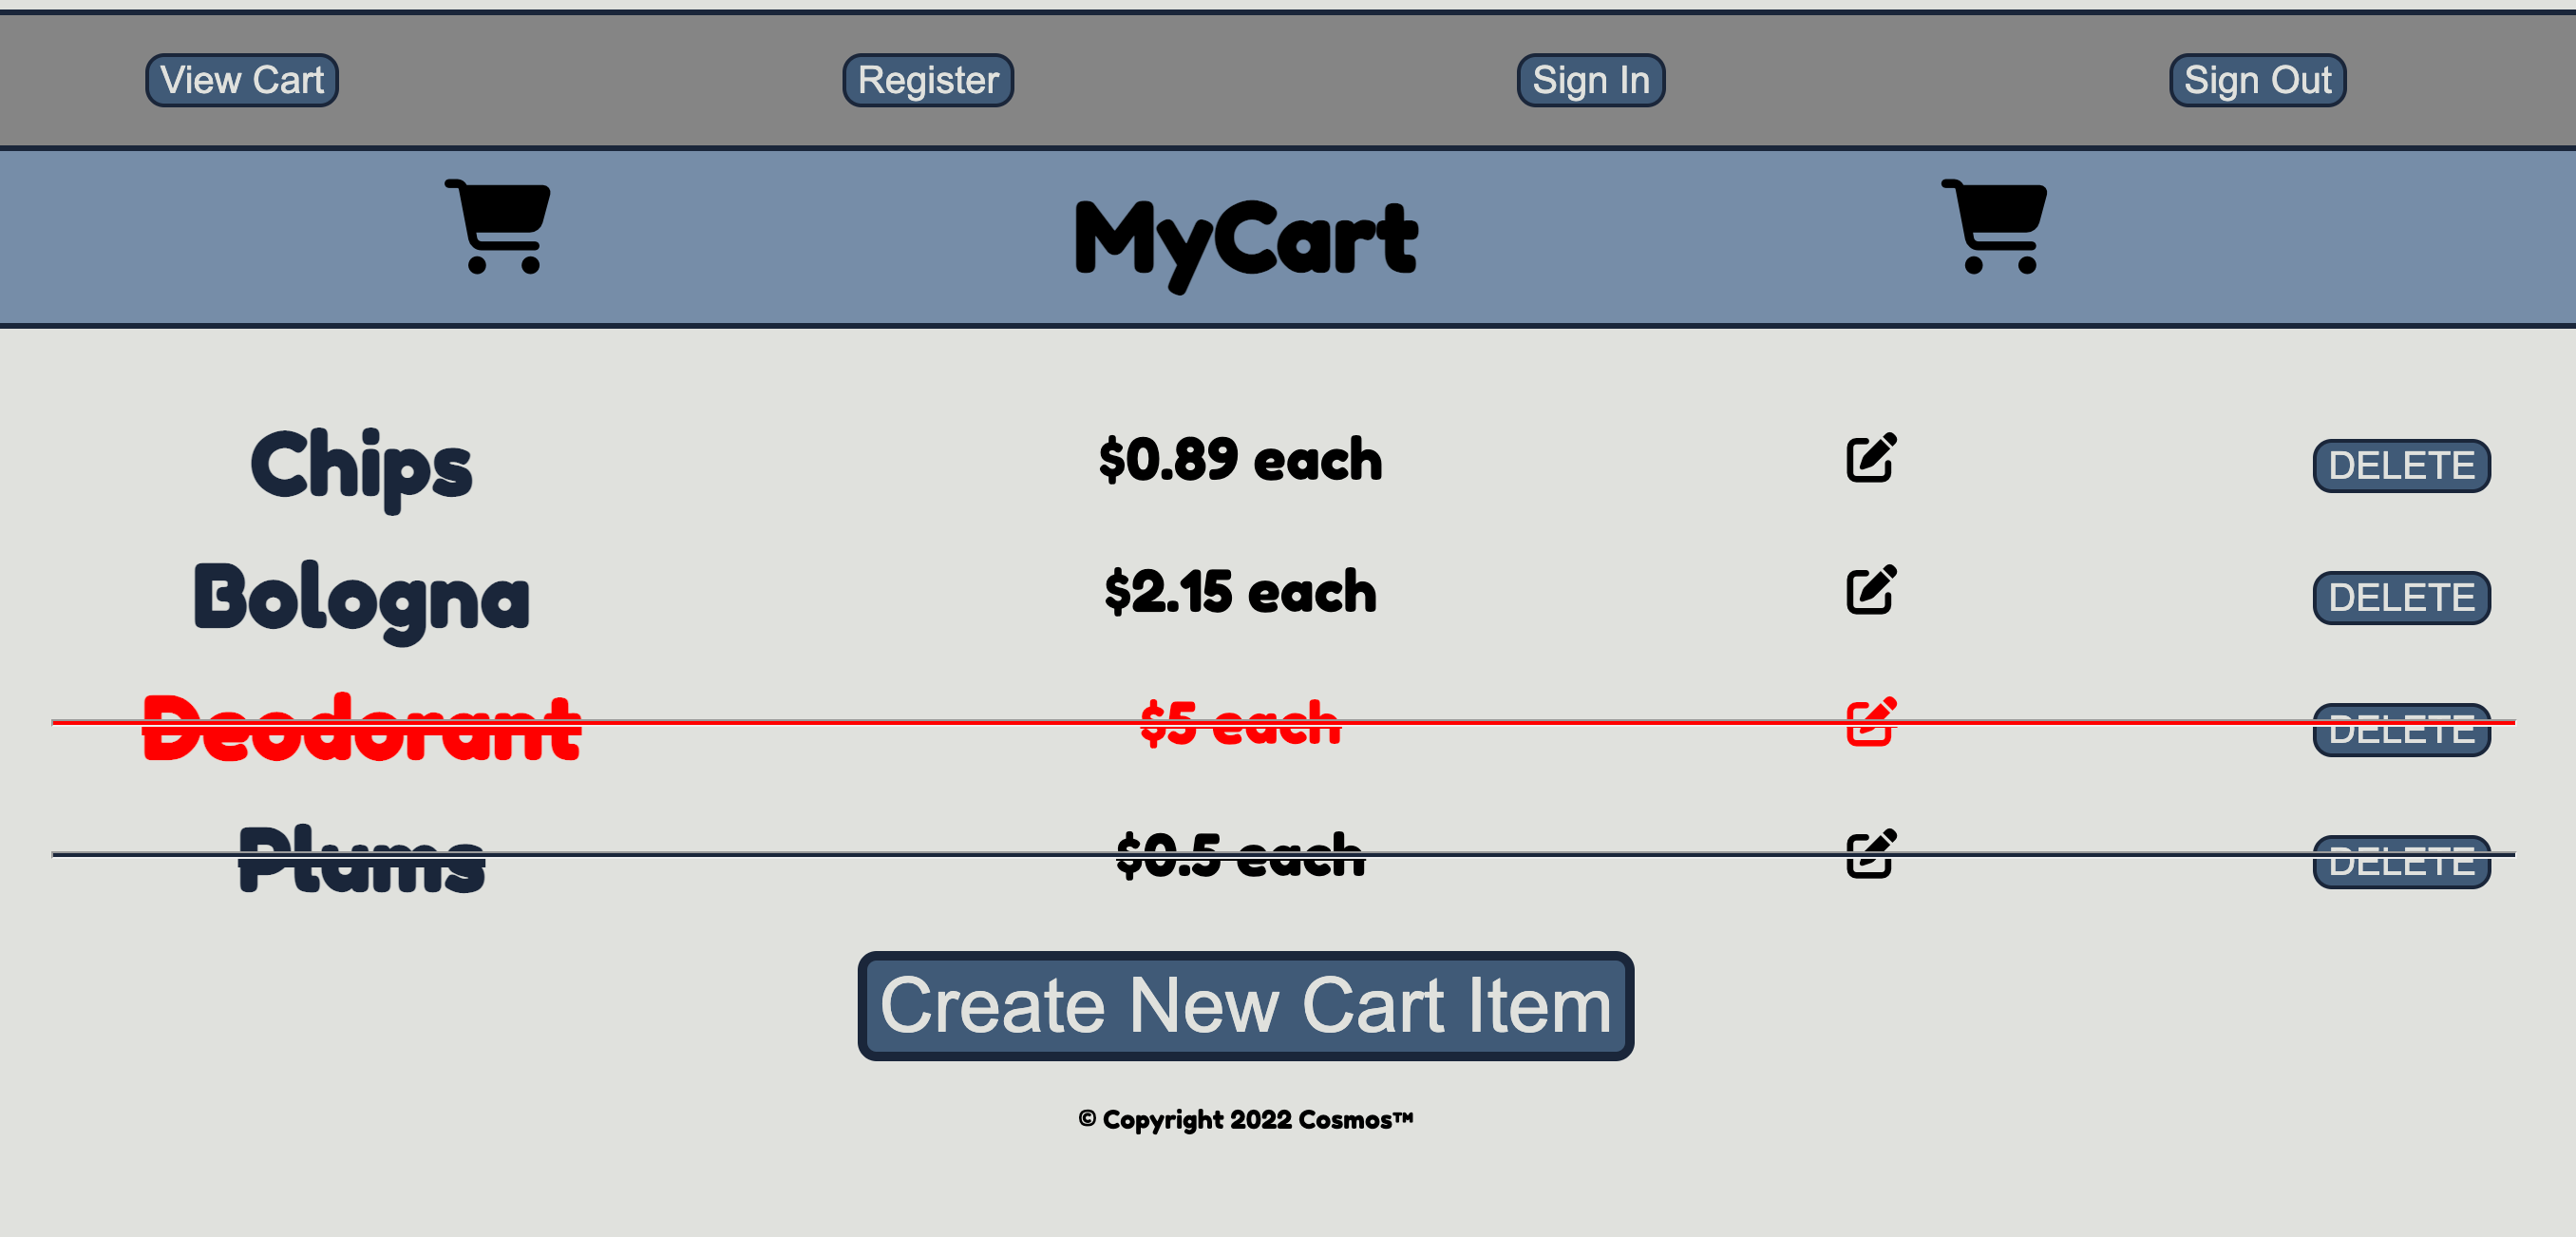 View Cart Register Sign In Sign Out
MyCart
Chips $0.89 each DELETE
Bologna $2.15 each DELETE
Deodorant $5 each DELETE
Plums $0.5 each DELETE
Create New Cart Item
© Copyright 2022 Cosmos™